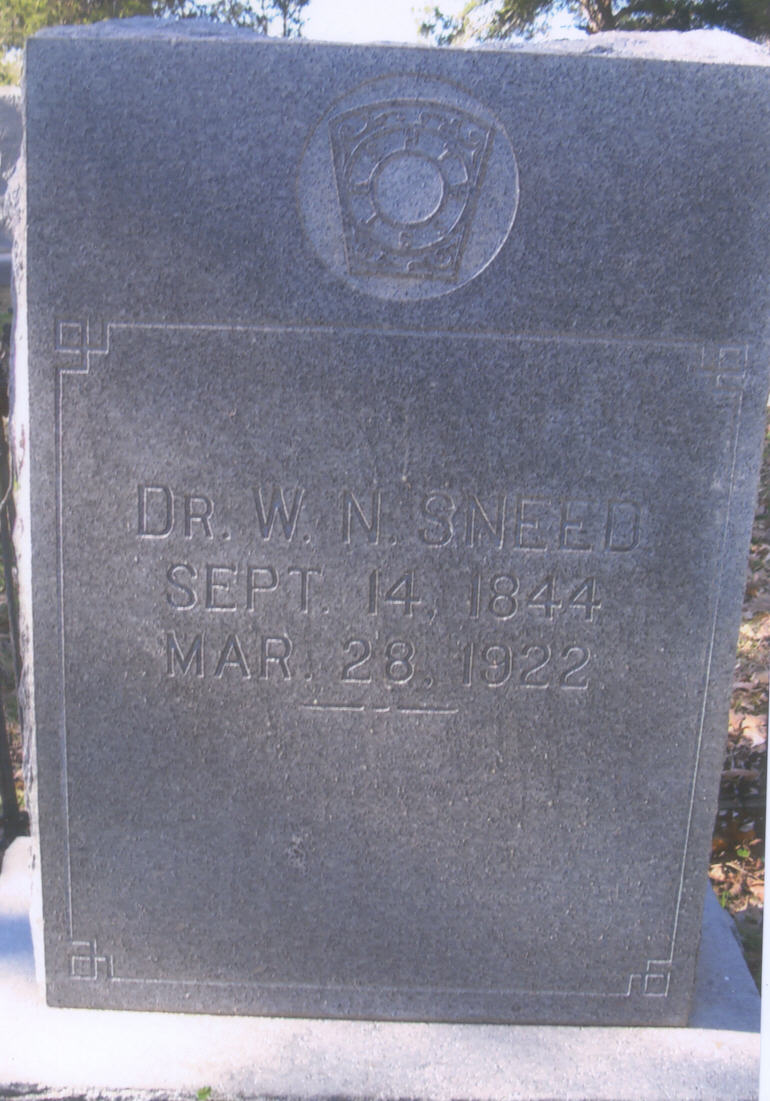 DR. W. N. SNEED
SEPT. 14, 1844
MAR. 28, 1922